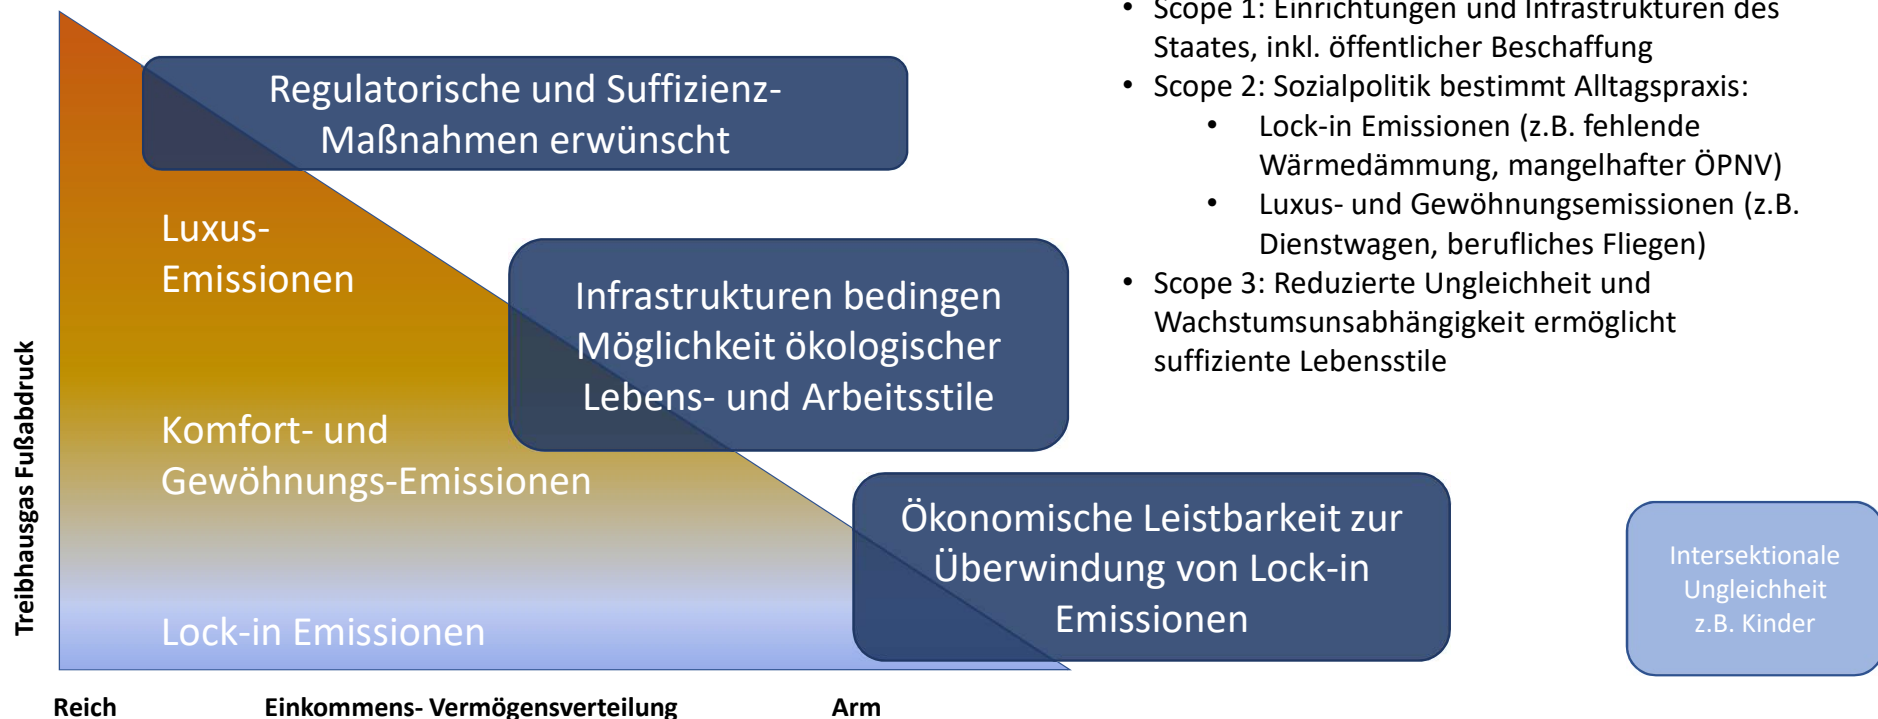 • Scope 1: Einrichtungen und Infrastrukturen des
Staates, inkl. öffentlicher Beschaffung
• Scope 2: Sozialpolitik bestimmt Alltagspraxis:
• Lock-in Emissionen (z.B. fehlende
Wärmedämmung, mangelhafter ÖPNV)
• Luxus- und Gewöhnungsemissionen (z.B.
Dienstwagen, berufliches Fliegen)
• Scope 3: Reduzierte Ungleichheit und
Wachstumsunsabhängigkeit ermöglicht
suffiziente Lebensstile
Regulatorische und Suffizienz-
Maßnahmen erwünscht
Luxus-
Emissionen
Infrastrukturen bedingen
Möglichkeit ökologischer
Lebens- und Arbeitsstile
Komfort- und
Gewöhnungs-Emissionen
Ökonomische Leistbarkeit zur
Überwindung von Lock-in
Emissionen
Lock-in Emissionen
Intersektionale
Ungleichheit
z.B. Kinder
Treibhausgas Fußabdruck
Reich Einkommens- Vermögensverteilung Arm